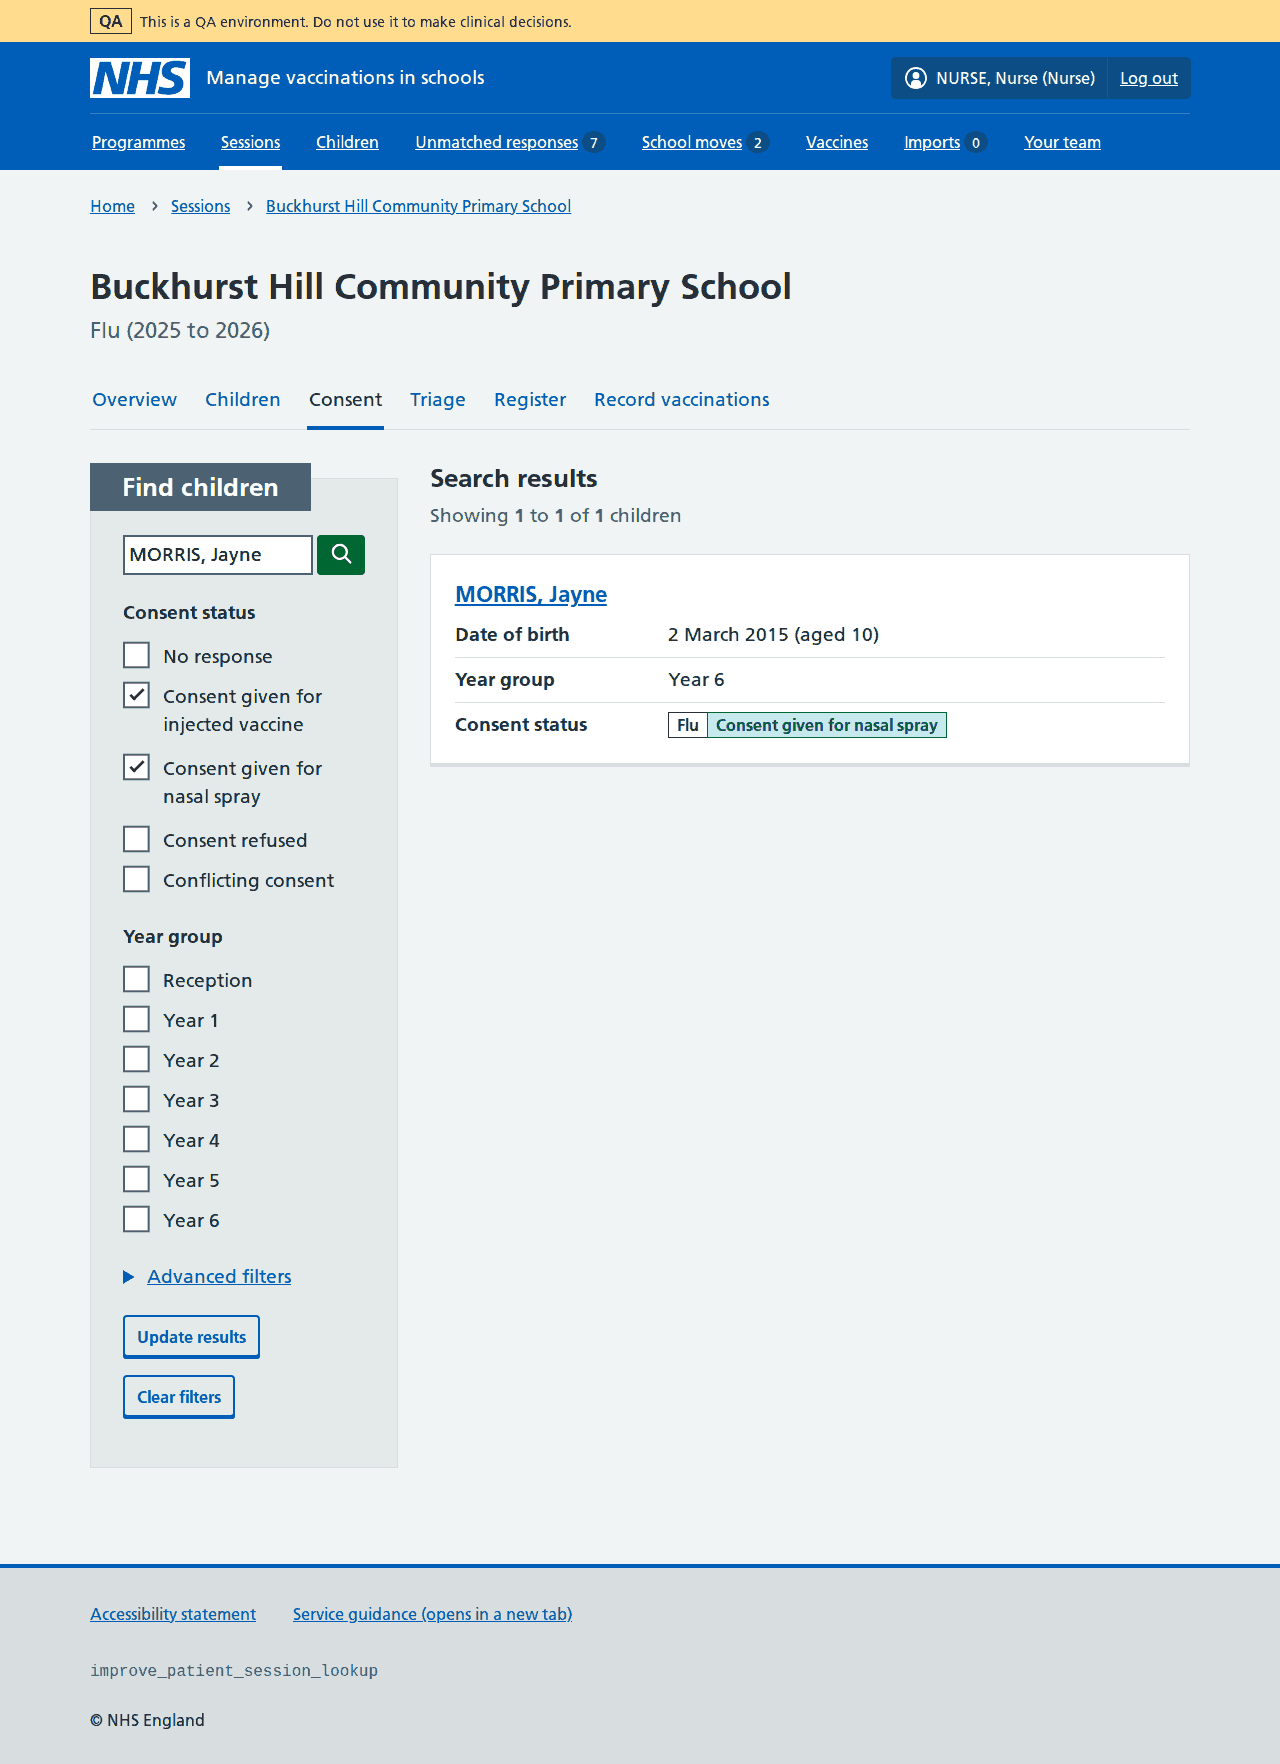 QA This is a QA environment. Do not use it to make clinical decisions.
NHS Manage vaccinations in schools NURSE, Nurse (Nurse) Log out
Programmes Sessions Children Unmatched responses 7 School moves 2 Vaccines Imports 0 Your team
Home Sessions Buckhurst Hill Community Primary School
Buckhurst Hill Community Primary School
Flu (2025 to 2026)
Overview Children Consent Triage Register Record vaccinations
Find children
MORRIS, Jayne
Consent status
No response
Consent given for
injected vaccine
Consent given for
nasal spray
Consent refused
Conflicting consent
Year group
Reception
Year 1
Year 2
Year 3
Year 4
Year 5
Year 6
Advanced filters
Update results
Clear filters
Search results
Showing 1 to 1 of 1 children
MORRIS, Jayne
Date of birth 2 March 2015 (aged 10)
Year group Year 6
Consent status Flu Consent given for nasal spray
Accessibility statement Service guidance (opens in a new tab)
improve_patient_session_lookup
© NHS England